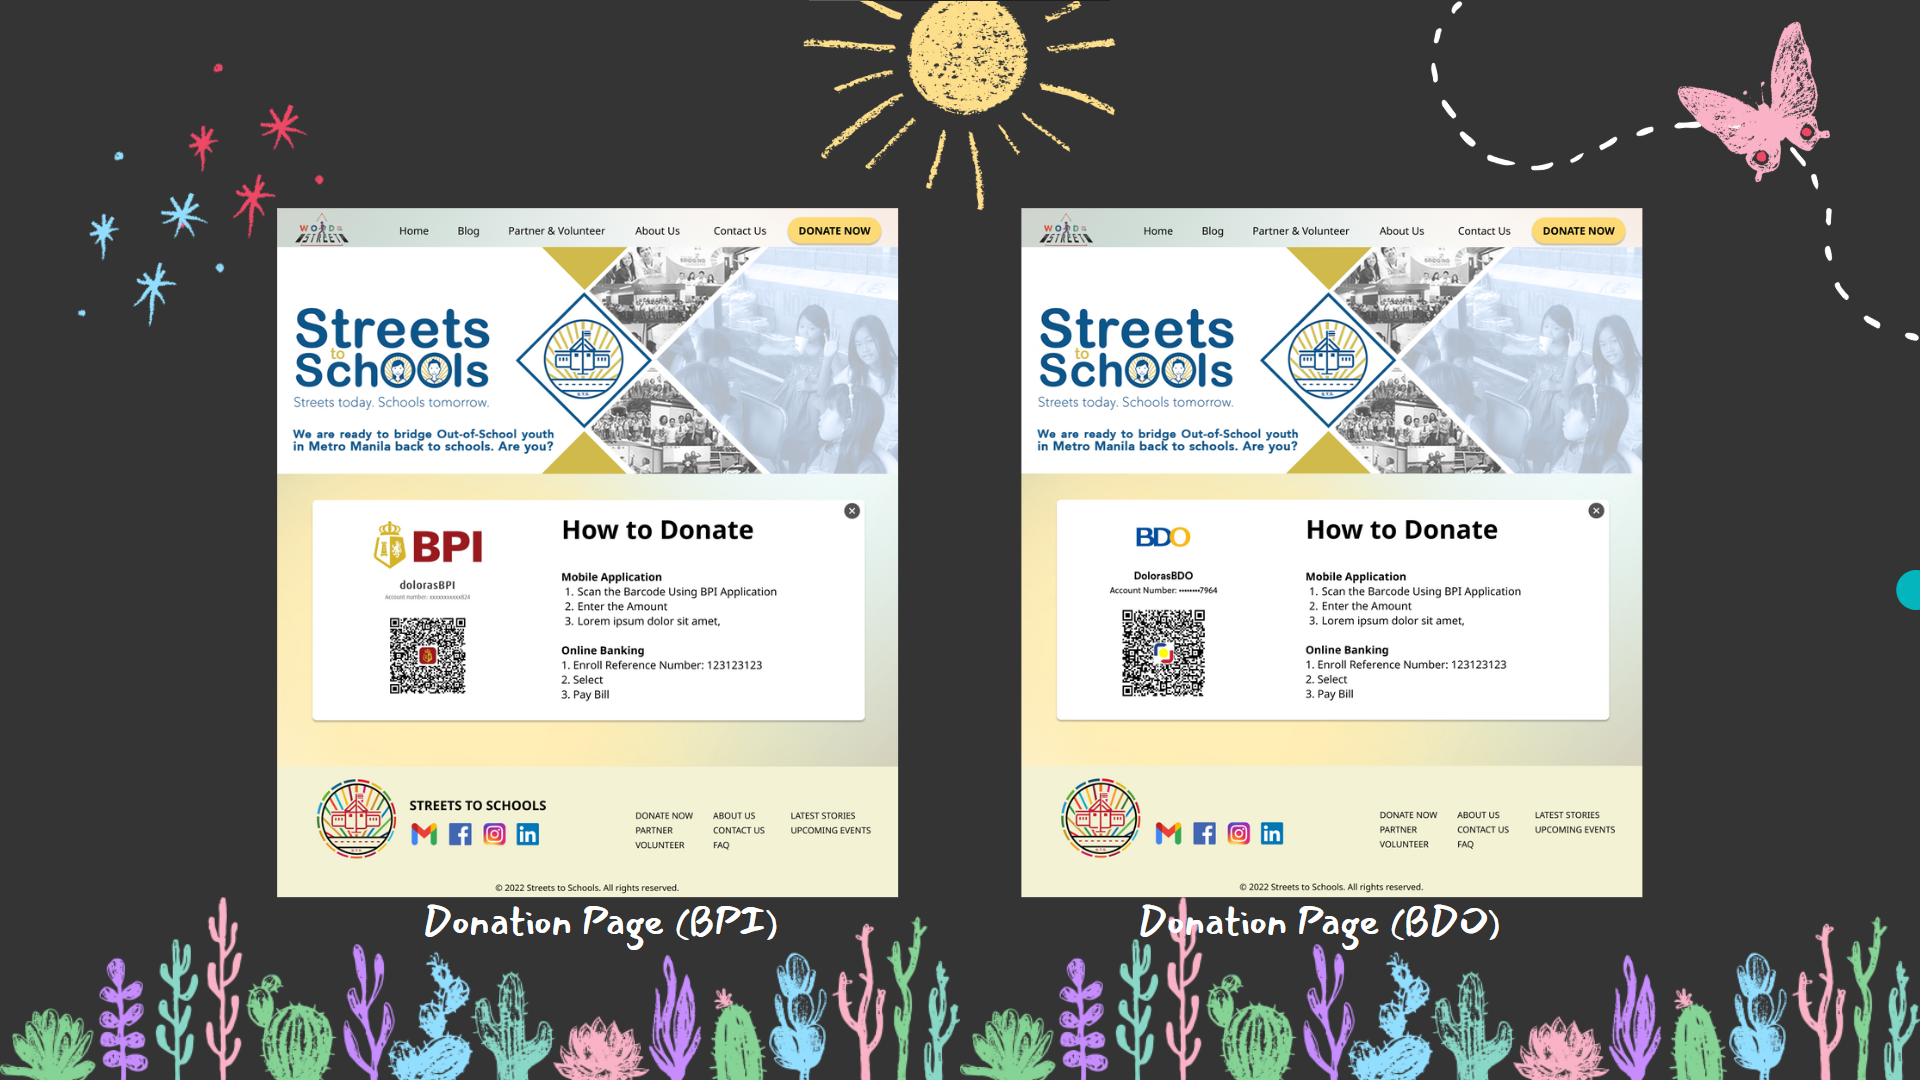 WORD
STREET
Home Blog Partner & Volunteer About Us Contact Us DONATE NOW
Streets
to
Schools
Streets today. Schools tomorrow.
We are ready to bridge Out-of-School youth
in Metro Manila back to schools. Are you?
BPI
dolorasBPI
Account number: xxxxxxxxxxx824
How to Donate
Mobile Application
1. Scan the Barcode Using BPI Application
2. Enter the Amount
3. Lorem ipsum dolor sit amet,
Online Banking
1. Enroll Reference Number: 123123123
2. Select
3. Pay Bill
STREETS TO SCHOOLS
DONATE NOW ABOUT US LATEST STORIES
PARTNER CONTACT US UPCOMING EVENTS
VOLUNTEER FAQ
© 2022 Streets to Schools. All rights reserved.
Donation Page (BPI)
WORD
STREET
Home Blog Partner & Volunteer About Us Contact Us DONATE NOW
Streets
to
Schools
Streets today. Schools tomorrow.
We are ready to bridge Out-of-School youth
in Metro Manila back to schools. Are you?
BDO
DolorasBDO
Account Number: ••••••••7964
How to Donate
Mobile Application
1. Scan the Barcode Using BPI Application
2. Enter the Amount
3. Lorem ipsum dolor sit amet,
Online Banking
1. Enroll Reference Number: 123123123
2. Select
3. Pay Bill
DONATE NOW ABOUT US LATEST STORIES
PARTNER CONTACT US UPCOMING EVENTS
VOLUNTEER FAQ
© 2022 Streets to Schools. All rights reserved.
Donation Page (BDO)